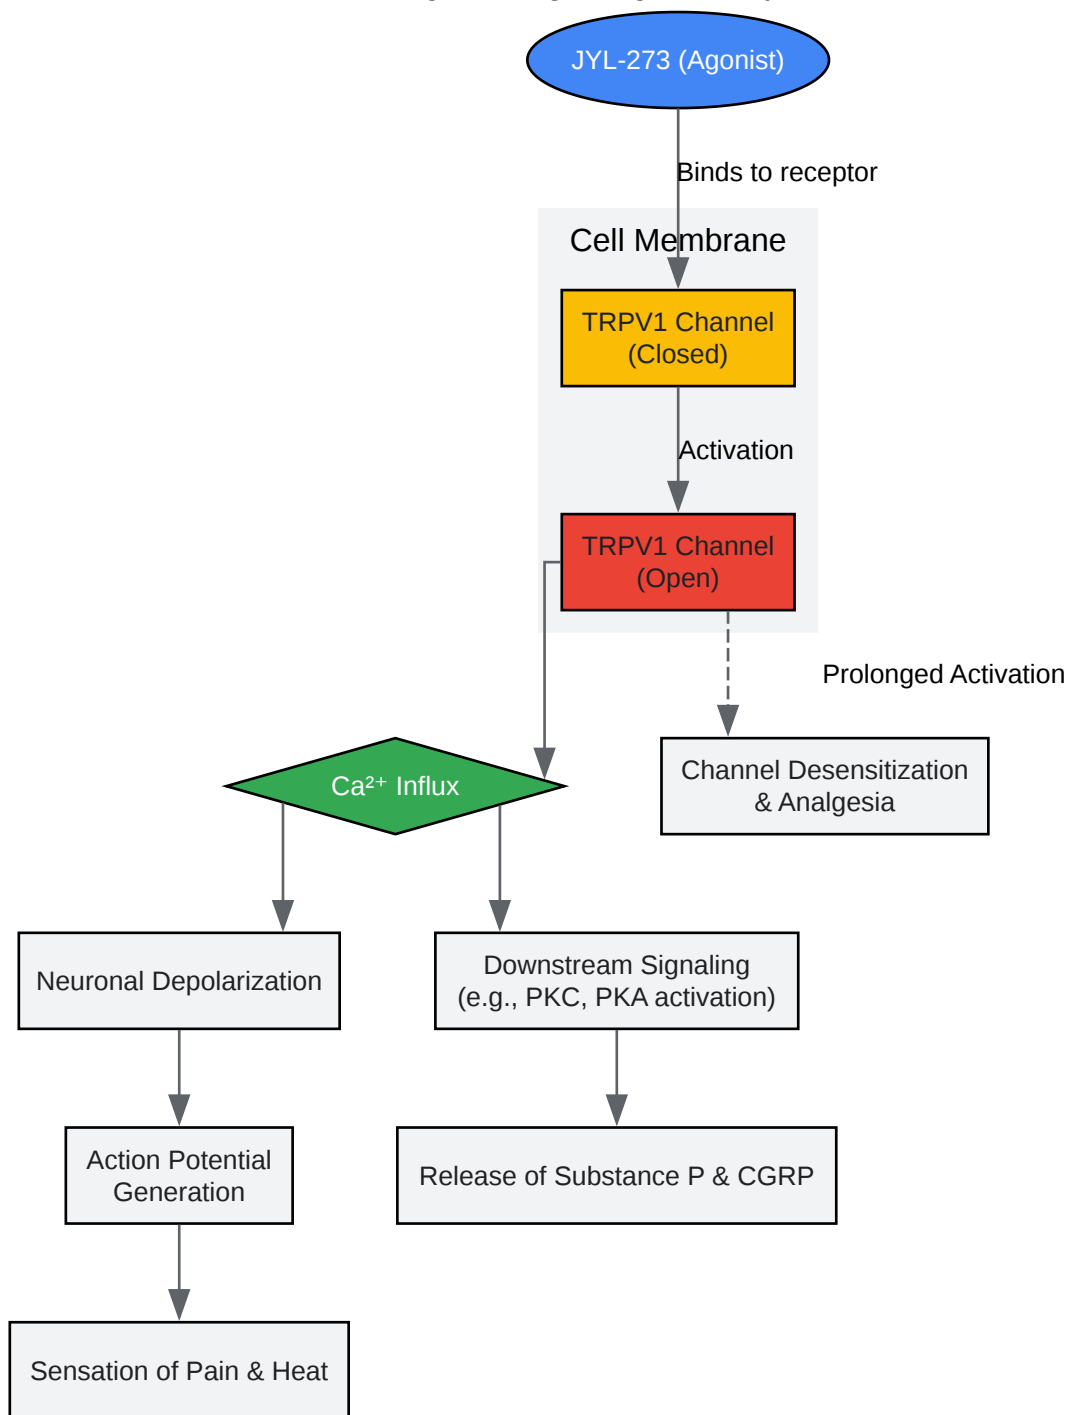 JYL-273 (Agonist)
Binds to receptor
Cell Membrane
TRPV1 Channel
(Closed)
Activation
TRPV1 Channel
(Open)
Prolonged Activation
Ca²⁺ Influx
Channel Desensitization
& Analgesia
Neuronal Depolarization
Downstream Signaling
(e.g., PKC, PKA activation)
Action Potential
Generation
Release of Substance P & CGRP
Sensation of Pain & Heat